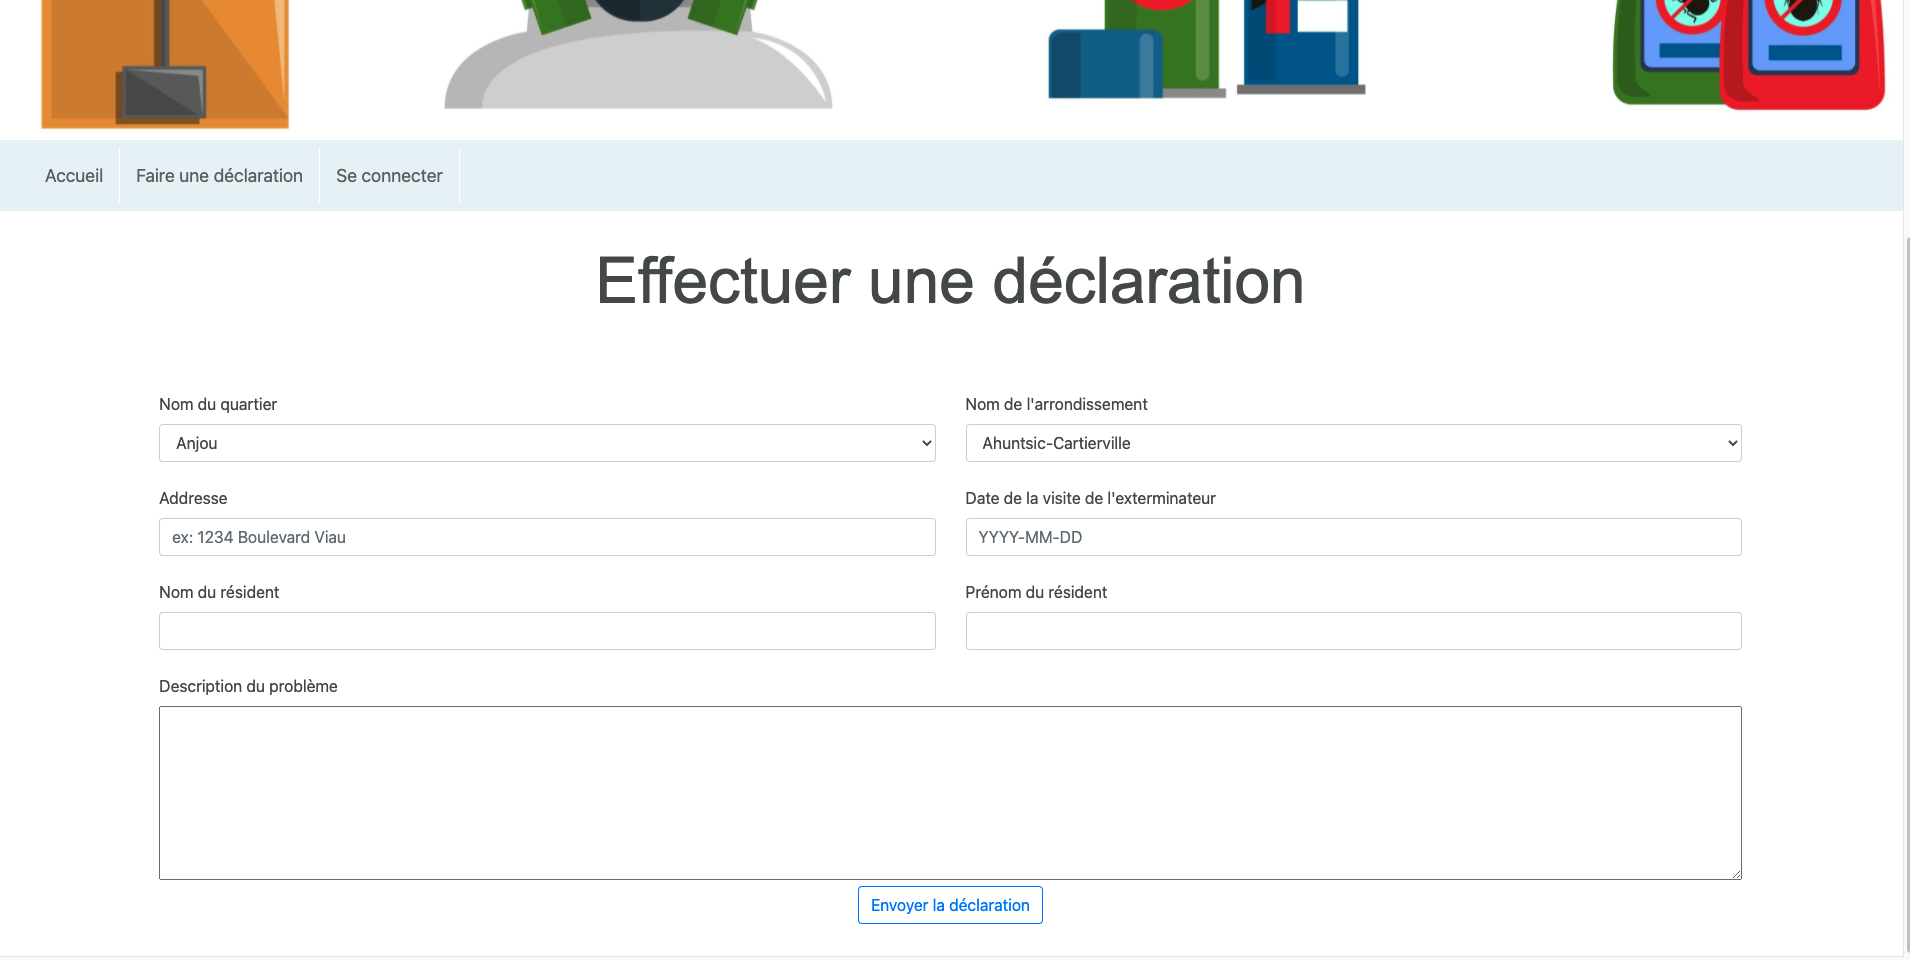 Accueil
Faire une déclaration
Se connecter
Effectuer une déclaration
Nom du quartier
Nom de l'arrondissement
Anjou
Ahuntsic-Cartierville
Addresse
Date de la visite de l'exterminateur
ex: 1234 Boulevard Viau
YYYY-MM-DD
Nom du résident
Prénom du résident
Description du problème
Envoyer la déclaration